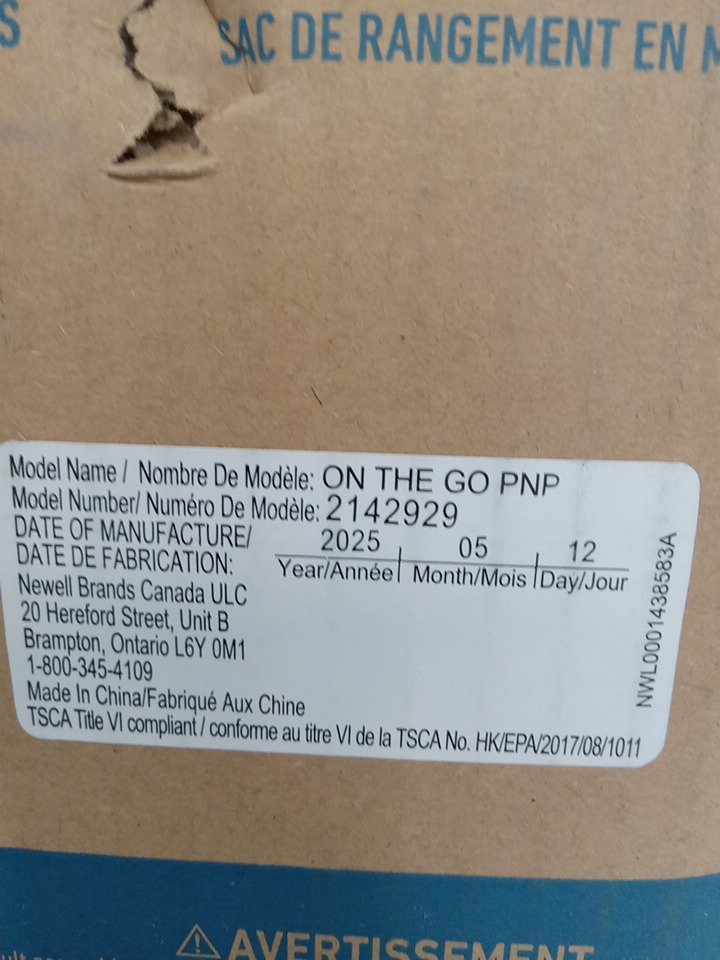 S
SAC DE RANGEMENT EN
Model Name / Nombre De Modèle: ON THE GO PNP
Model Number/ Numéro De Modèle: 2142929
DATE OF MANUFACTURE/ 2025 05 12
DATE DE FABRICATION: Year/Année Month/Mois Day/Jour
Newell Brands Canada ULC
20 Hereford Street, Unit B
Brampton, Ontario L6Y 0M1
1-800-345-4109
Made In China/Fabriqué Aux Chine
TSCA Title VI compliant / conforme au titre VI de la TSCA No. HK/EPA/2017/08/1011
NWL0001438583A
AVERTISSEMENT